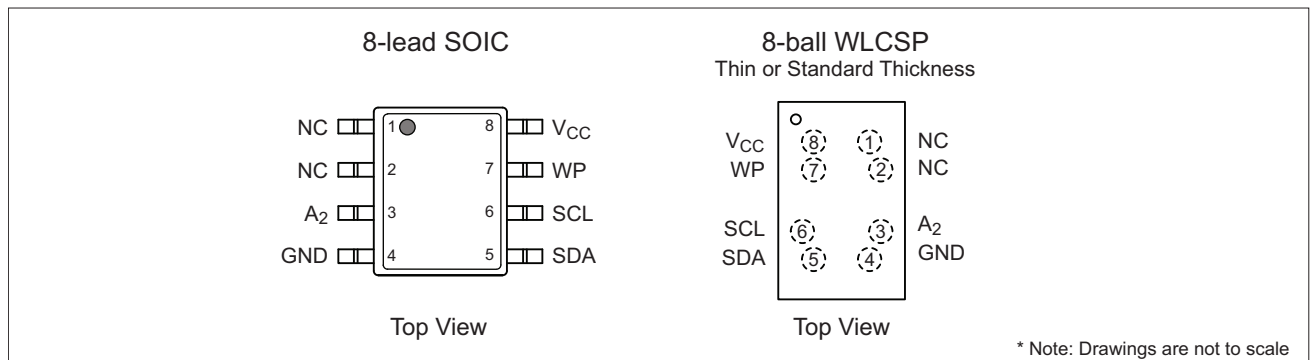 8-lead SOIC
NC 1 8 VCC
NC 2 7 WP
A2 3 6 SCL
GND 4 5 SDA
Top View
8-ball WLCSP
Thin or Standard Thickness
VCC 8 1 NC
WP 7 2 NC
SCL 6 3 A2
SDA 5 4 GND
Top View
* Note: Drawings are not to scale